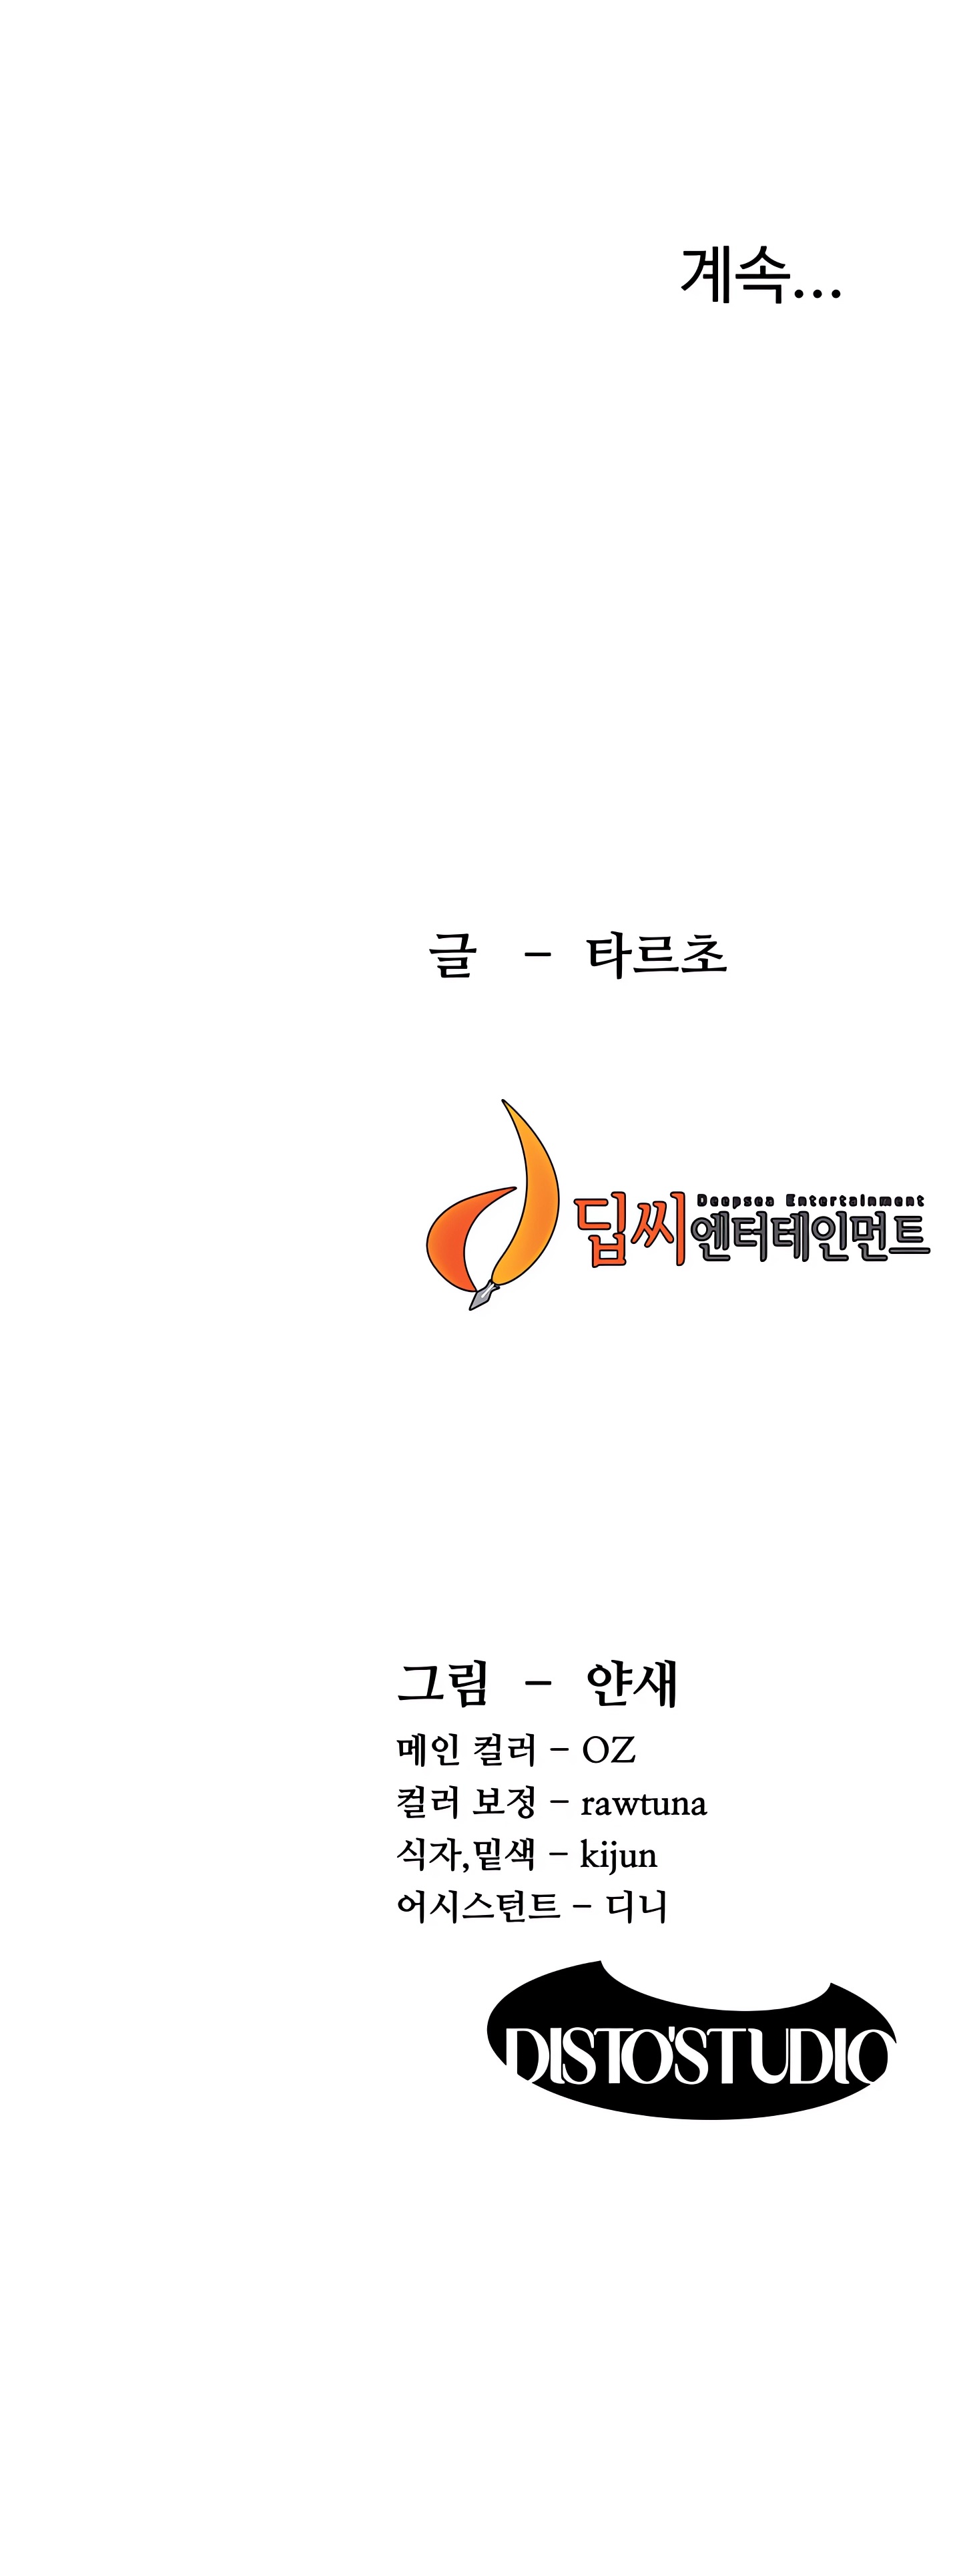 계속...
글 - 타르초
Deepsea Entertainment
딥씨엔터테인먼트
그림 - 얀새
메인 컬러 - OZ
컬러 보정 - rawtuna
식자,밑색 - kijun
어시스턴트 - 디니
DISTO'STUDIO